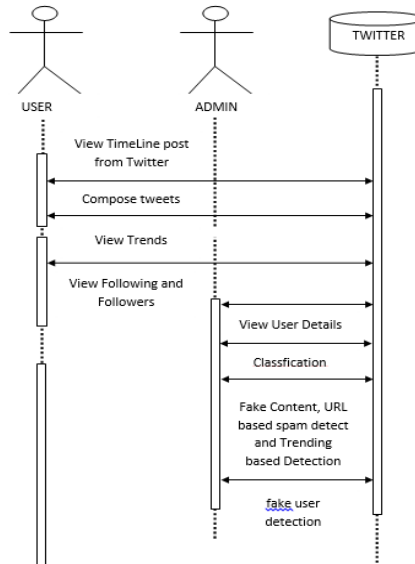 TWITTER
USER
ADMIN
View TimeLine post
from Twitter
Compose tweets
View Trends
View Following and
Followers
View User Details
Classfication
Fake Content, URL
based spam detect
and Trending
based Detection
fake user
detection